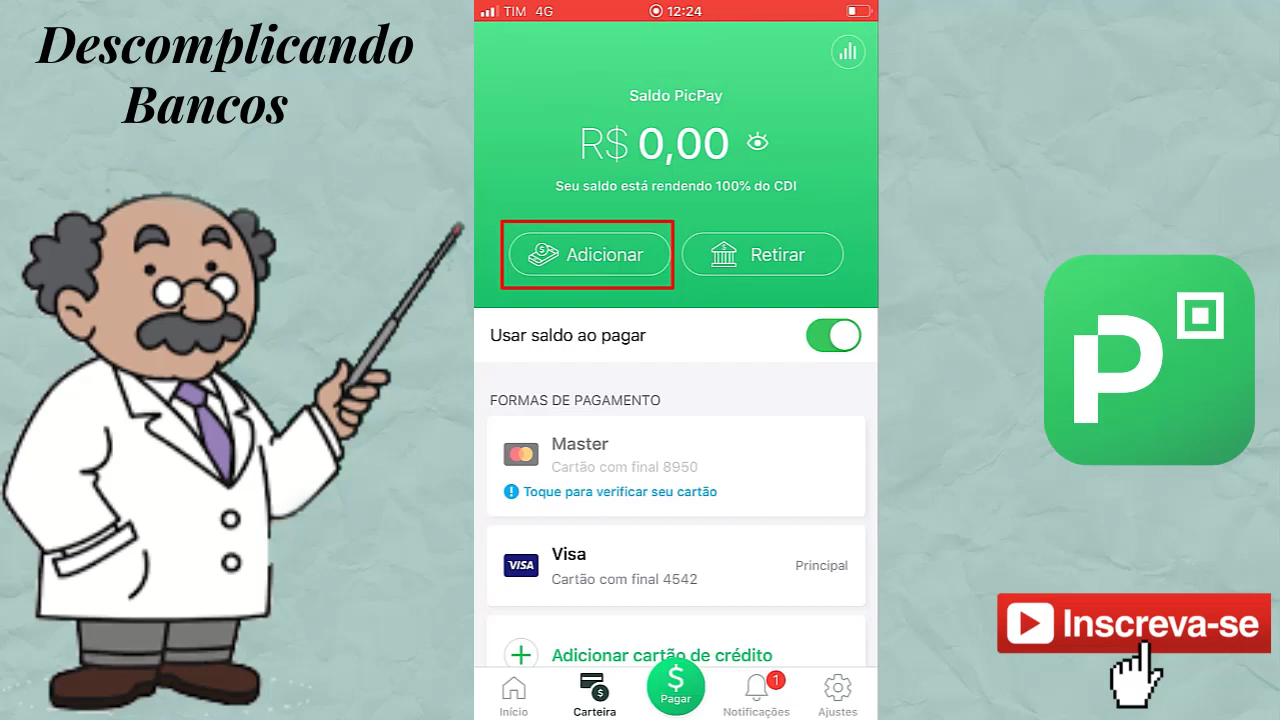 Descomplicando
Bancos
TIM 4G
12:24
Saldo PicPay
R$ 0,00
Seu saldo está rendendo 100% do CDI
Adicionar
Retirar
Usar saldo ao pagar
FORMAS DE PAGAMENTO
Master
Cartão com final 8950
! Toque para verificar seu cartão
VISA
Visa
Cartão com final 4542
Principal
Adicionar cartão de crédito
Início
Carteira
$
Pagar
1
Notificações
Ajustes
P
Inscreva-se